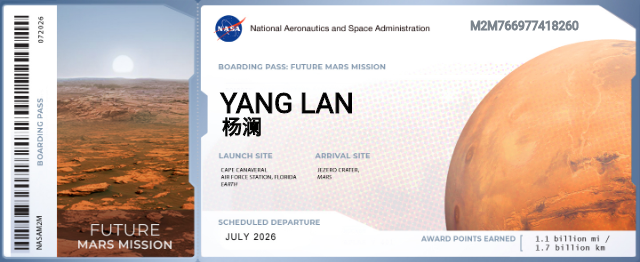 072026
BOARDING PASS
NASAM2M
FUTURE
MARS MISSION
NASA
National Aeronautics and Space Administration
M2M766977418260
BOARDING PASS: FUTURE MARS MISSION
YANG LAN
杨澜
LAUNCH SITE
CAPE CANAVERAL
AIR FORCE STATION, FLORIDA
EARTH
ARRIVAL SITE
JEZERO CRATER,
MARS
SCHEDULED DEPARTURE
JULY 2026
AWARD POINTS EARNED
1.1 billion mi /
1.7 billion km